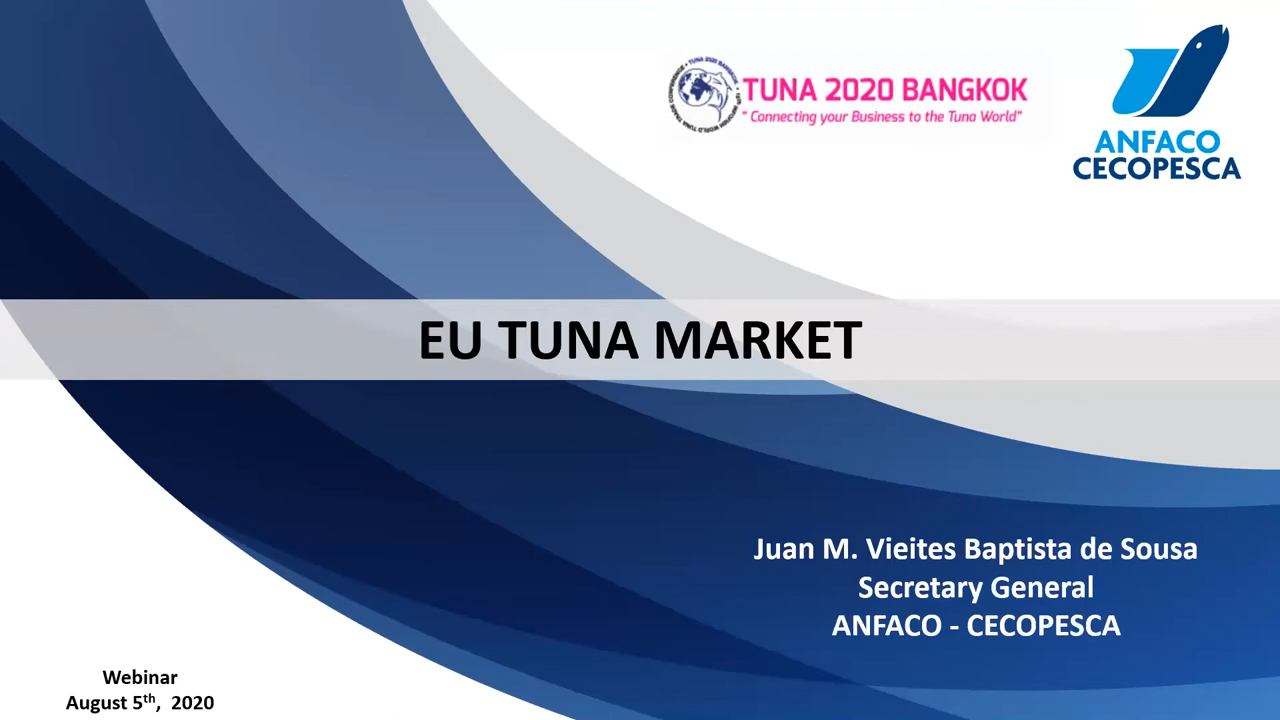 TUNA 2020 BANGKOK
" Connecting your Business to the Tuna World"
ANFACO
CECOPESCA
EU TUNA MARKET
Juan M. Vieites Baptista de Sousa
Secretary General
ANFACO - CECOPESCA
Webinar
August 5th, 2020